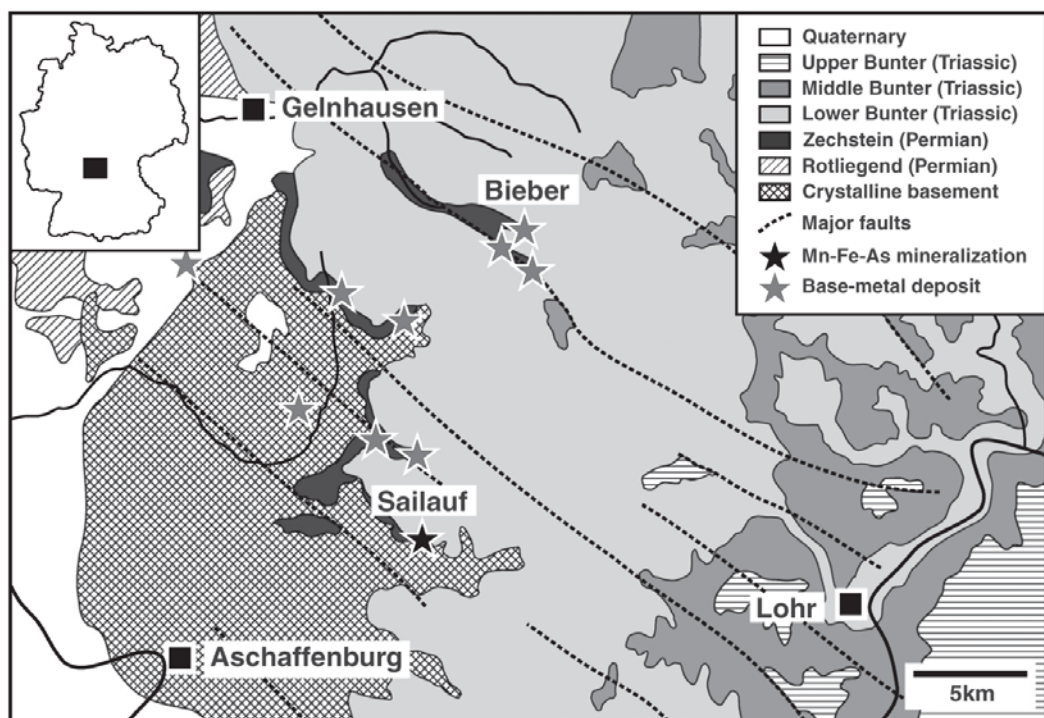 Quaternary
Upper Bunter (Triassic)
Middle Bunter (Triassic)
Lower Bunter (Triassic)
Zechstein (Permian)
Rotliegend (Permian)
Crystalline basement
Major faults
Mn-Fe-As mineralization
Base-metal deposit
Gelnhausen
Bieber
Sailauf
Lohr
Aschaffenburg
5km